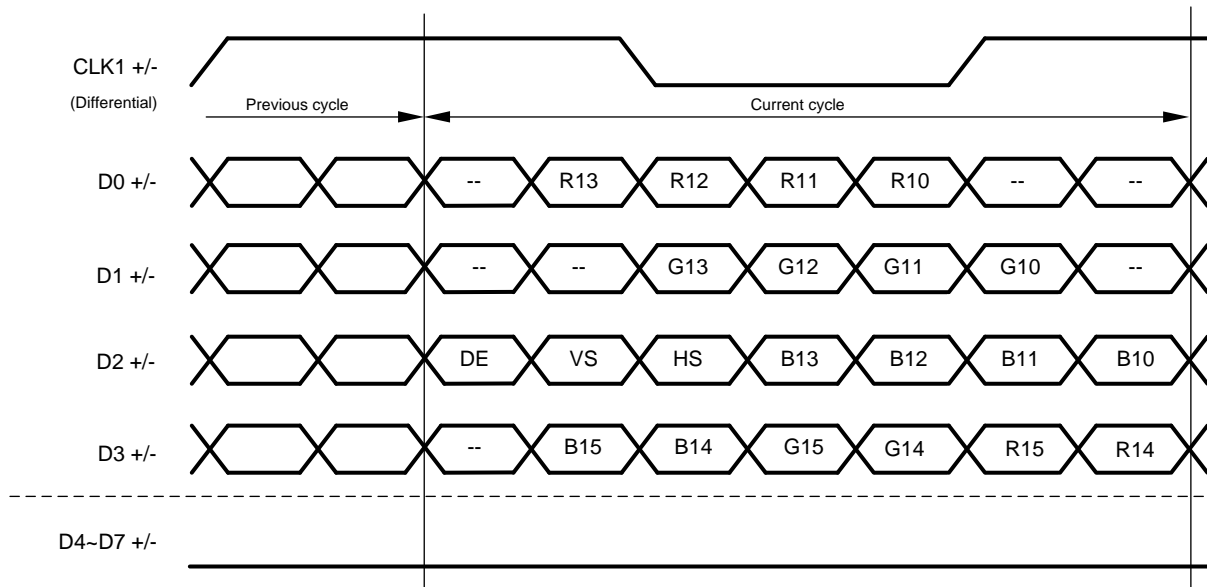 CLK1 +/-
(Differential)
Previous cycle
Current cycle
D0 +/-
-- R13 R12 R11 R10 -- --
D1 +/-
-- -- G13 G12 G11 G10 --
D2 +/-
DE VS HS B13 B12 B11 B10
D3 +/-
-- B15 B14 G15 G14 R15 R14
D4~D7 +/-